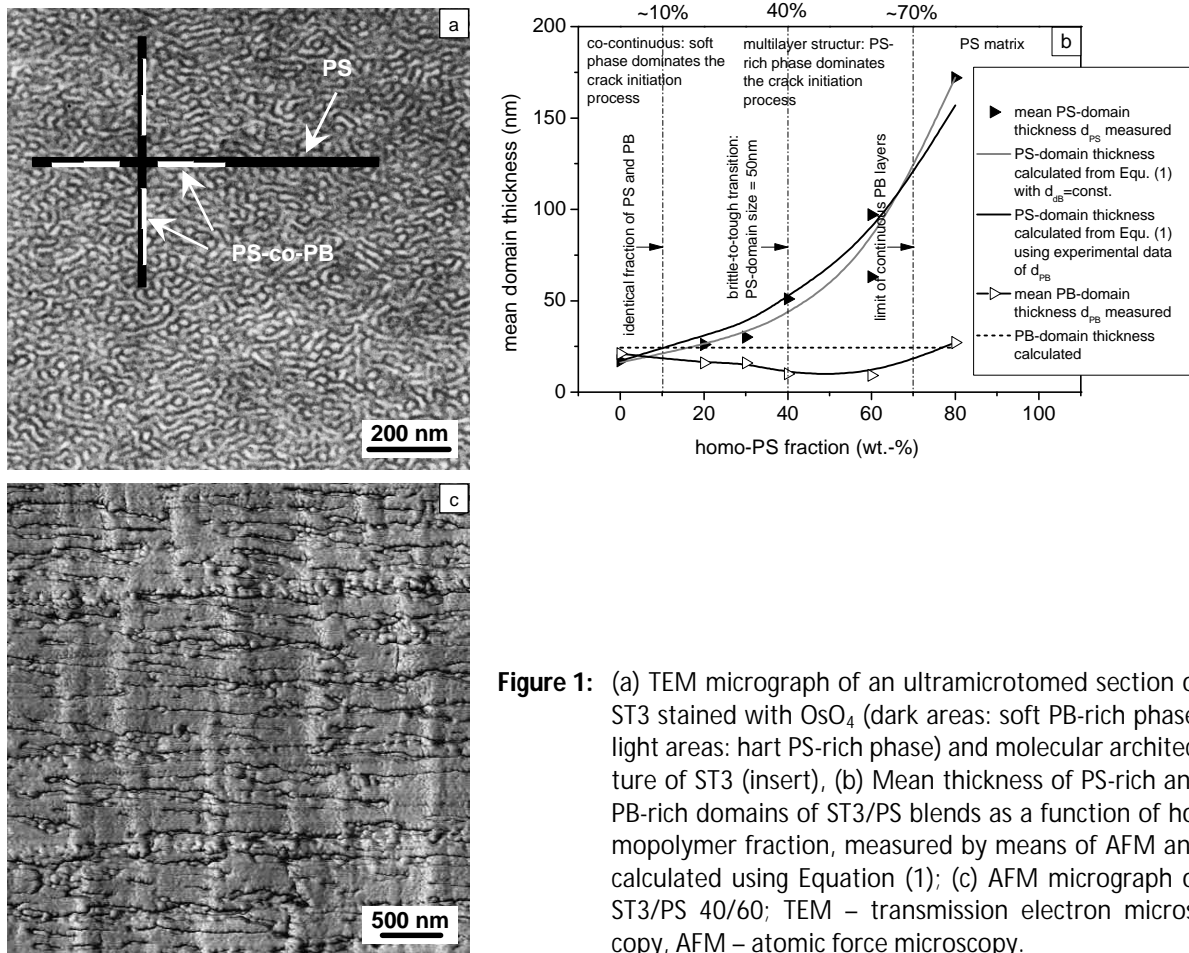 a
PS
PS-co-PB
200 nm
~10%
40%
~70%
b
200
150
100
50
0
mean domain thickness (nm)
co-continuous: soft
phase dominates the
crack initiation
process
multilayer structur: PS-
rich phase dominates
the crack initiation
process
PS matrix
identical fraction of PS and PB
brittle-to-tough transition:
PS-domain size = 50nm
limit of continuous PB layers
mean PS-domain
thickness dPS measured
PS-domain thickness
calculated from Equ. (1)
with ddB=const.
PS-domain thickness
calculated from Equ. (1)
using experimental data
of dPB
mean PB-domain
thickness dPB measured
PB-domain thickness
calculated
0 20 40 60 80 100
homo-PS fraction (wt.-%)
c
500 nm
Figure 1: (a) TEM micrograph of an ultramicrotomed section o
ST3 stained with OsO4 (dark areas: soft PB-rich phase
light areas: hart PS-rich phase) and molecular architec
ture of ST3 (insert), (b) Mean thickness of PS-rich an
PB-rich domains of ST3/PS blends as a function of ho
mopolymer fraction, measured by means of AFM an
calculated using Equation (1); (c) AFM micrograph o
ST3/PS 40/60; TEM – transmission electron micros
copy, AFM – atomic force microscopy.